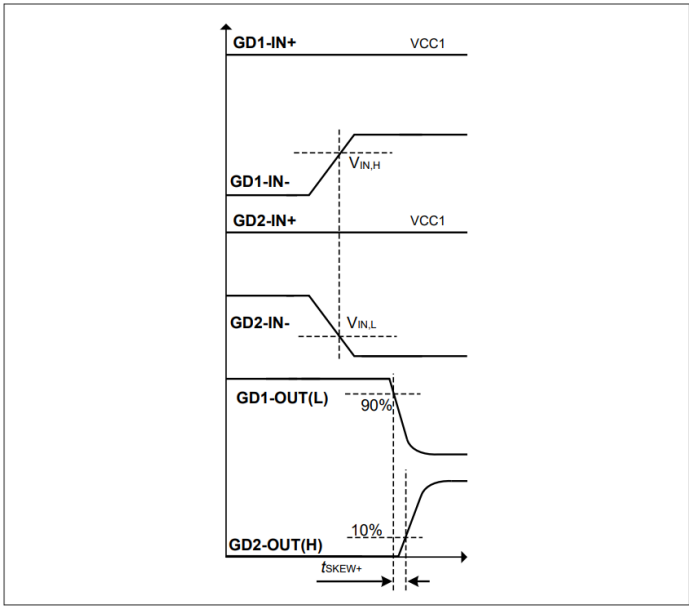 GD1-IN+ VCC1
VIN,H
GD1-IN-
GD2-IN+ VCC1
GD2-IN- VIN,L
GD1-OUT(L)
90%
10%
GD2-OUT(H)
tSKEW+